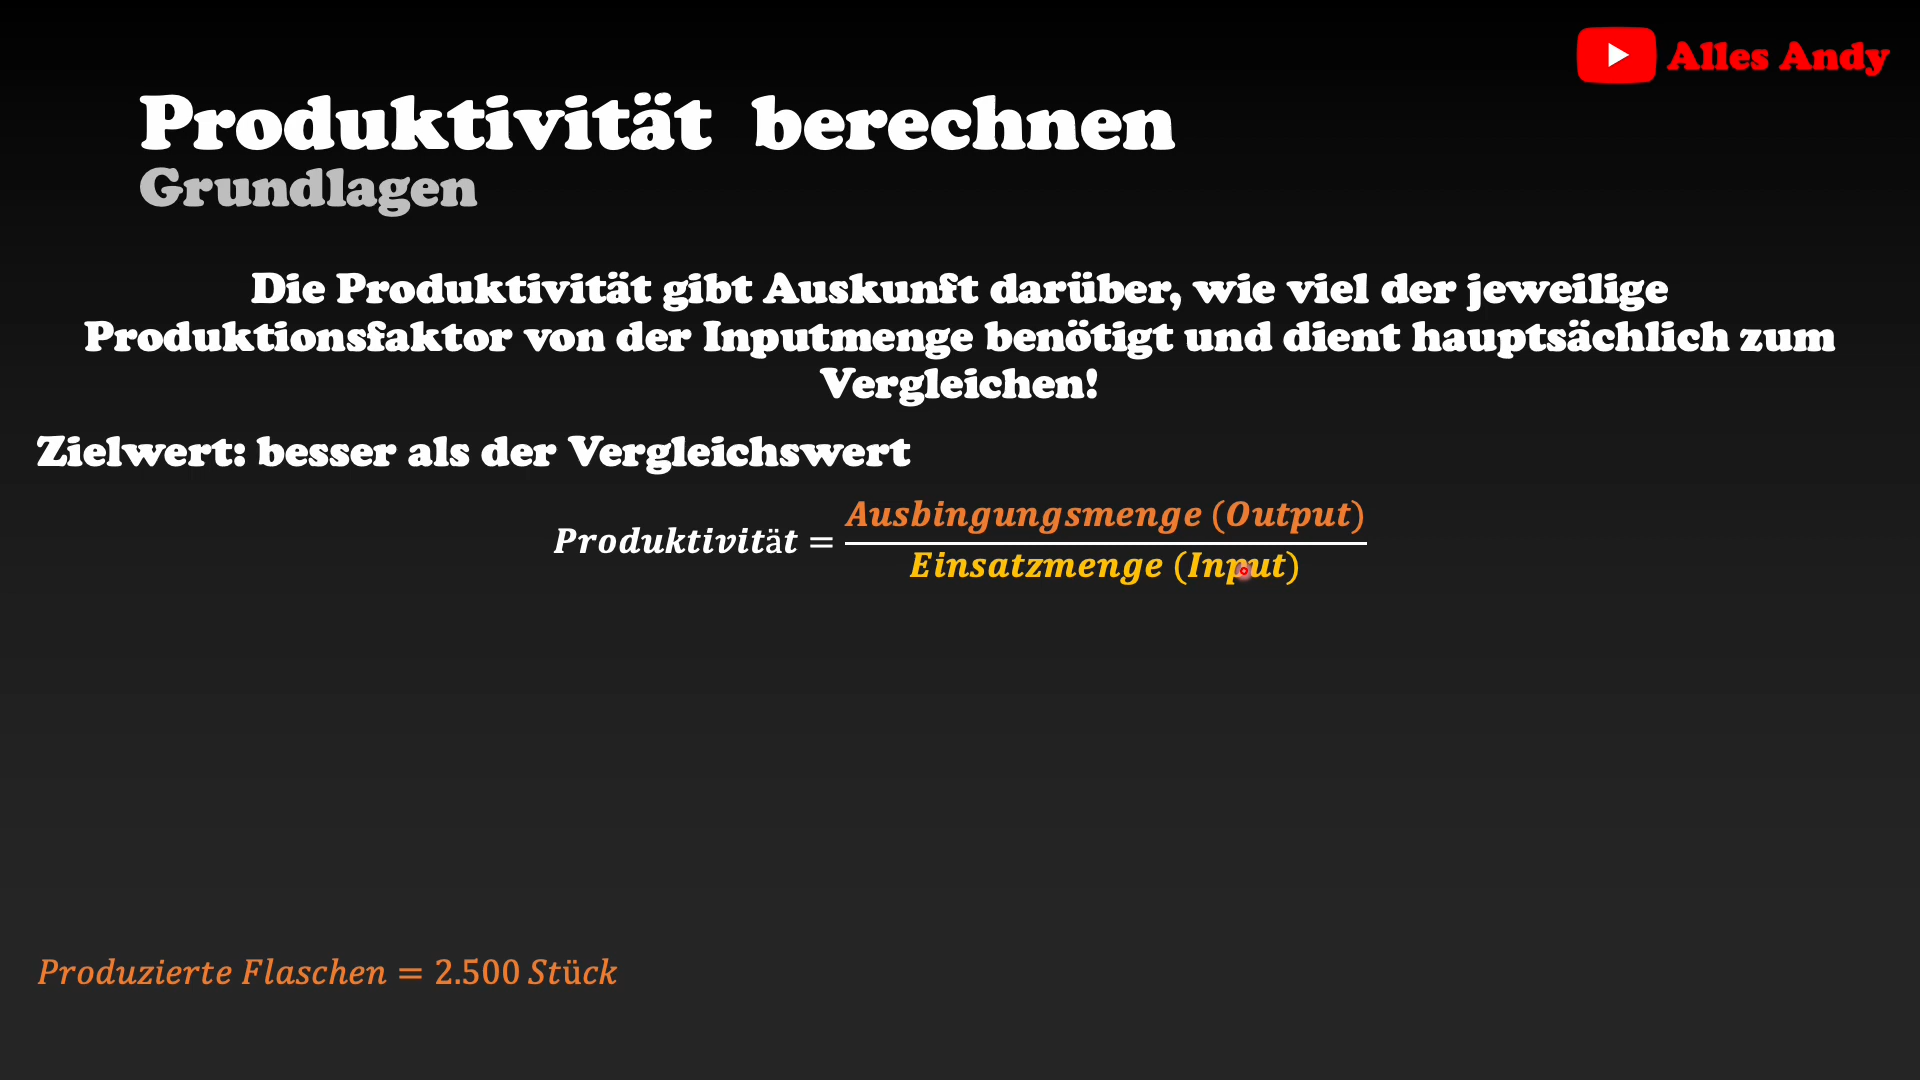 Alles Andy
Produktivität berechnen
Grundlagen
Die Produktivität gibt Auskunft darüber, wie viel der jeweilige
Produktionsfaktor von der Inputmenge benötigt und dient hauptsächlich zum
Vergleichen!
Zielwert: besser als der Vergleichswert
Produktivität = Ausbingungsmenge (Output)
Einsatzmenge (Input)
Produzierte Flaschen = 2.500 Stück